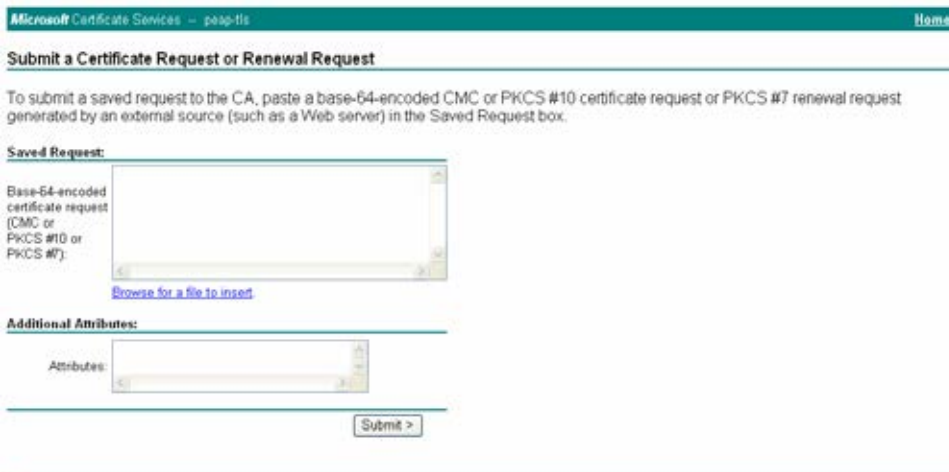 Microsoft Certificate Services -- peap-tls Home
Submit a Certificate Request or Renewal Request
To submit a saved request to the CA, paste a base-64-encoded CMC or PKCS #10 certificate request or PKCS #7 renewal request
generated by an external source (such as a Web server) in the Saved Request box.
Saved Request:
Base-64-encoded
certificate request
(CMC or
PKCS #10 or
PKCS #7):
Browse for a file to insert.
Additional Attributes:
Attributes:
Submit >